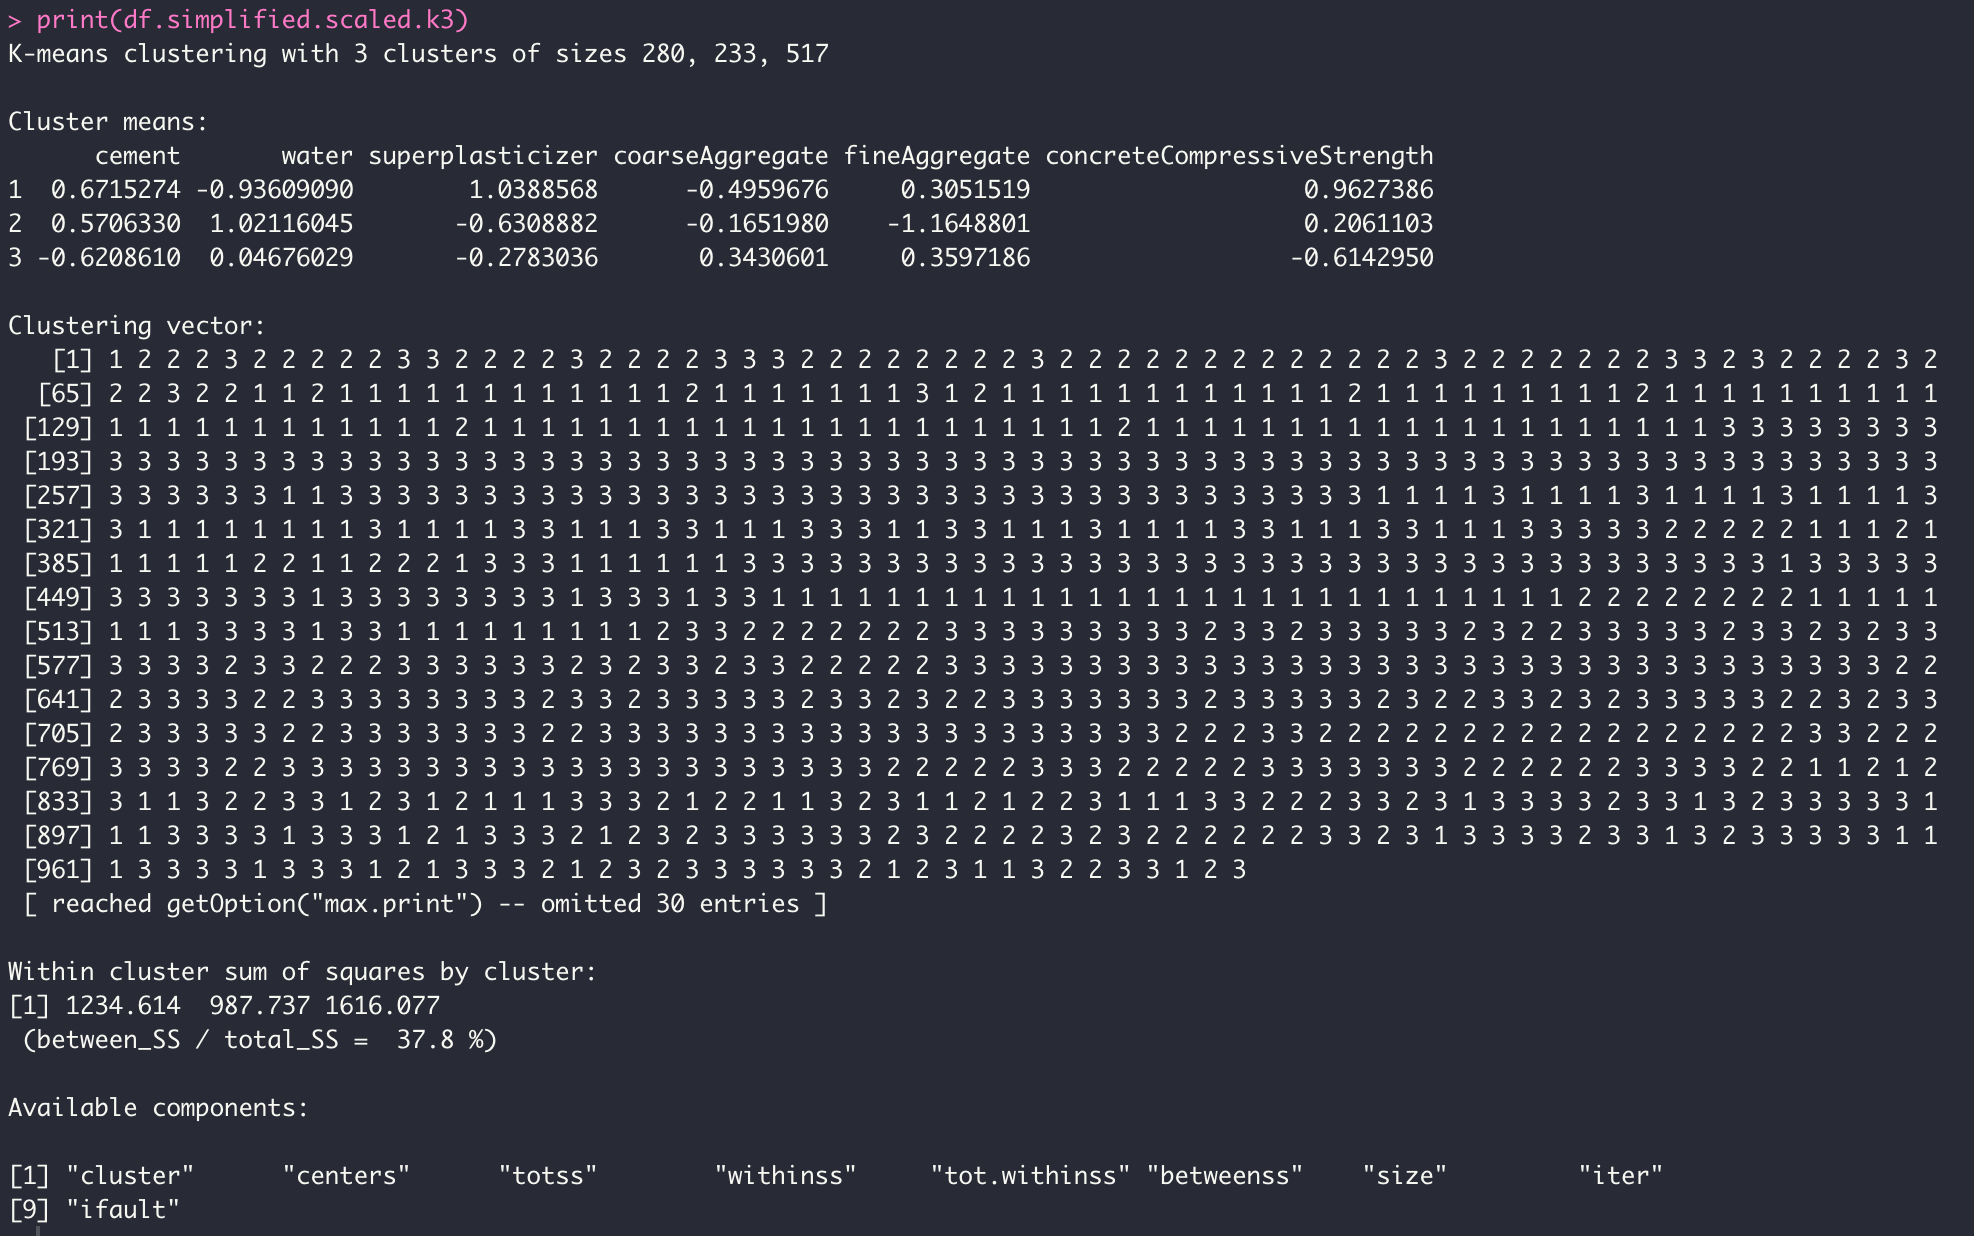 > print(df.simplified.scaled.k3)
K-means clustering with 3 clusters of sizes 280, 233, 517
Cluster means:
cement water superplasticizer coarseAggregate fineAggregate concreteCompressiveStrength
1 0.6715274 -0.93609090 1.0388568 -0.4959676 0.3051519 0.9627386
2 0.5706330 1.02116045 -0.6308882 -0.1651980 -1.1648801 0.2061103
3 -0.6208610 0.04676029 -0.2783036 0.3430601 0.3597186 -0.6142950
Clustering vector:
[1] 1 2 2 2 3 2 2 2 2 2 3 3 2 2 2 2 3 2 2 2 2 3 3 3 2 2 2 2 2 2 2 2 3 2 2 2 2 2 2 2 2 2 2 2 2 2 3 2 2 2 2 2 2 2 3 3 2 3 2 2 2 2 3 2
[65] 2 2 3 2 2 1 1 2 1 1 1 1 1 1 1 1 1 1 1 1 2 1 1 1 1 1 1 1 3 1 2 1 1 1 1 1 1 1 1 1 1 1 1 2 1 1 1 1 1 1 1 1 1 2 1 1 1 1 1 1 1 1 1 1
[129] 1 1 1 1 1 1 1 1 1 1 1 1 2 1 1 1 1 1 1 1 1 1 1 1 1 1 1 1 1 1 1 1 1 1 1 2 1 1 1 1 1 1 1 1 1 1 1 1 1 1 1 1 1 1 1 1 3 3 3 3 3 3 3 3
[193] 3 3 3 3 3 3 3 3 3 3 3 3 3 3 3 3 3 3 3 3 3 3 3 3 3 3 3 3 3 3 3 3 3 3 3 3 3 3 3 3 3 3 3 3 3 3 3 3 3 3 3 3 3 3 3 3 3 3 3 3 3 3 3 3
[257] 3 3 3 3 3 3 1 1 3 3 3 3 3 3 3 3 3 3 3 3 3 3 3 3 3 3 3 3 3 3 3 3 3 3 3 3 3 3 3 3 3 3 3 3 1 1 1 1 3 1 1 1 1 3 1 1 1 1 3 1 1 1 1 3
[321] 3 1 1 1 1 1 1 1 1 3 1 1 1 1 3 3 1 1 1 3 3 1 1 1 3 3 3 1 1 3 3 1 1 1 3 1 1 1 1 3 3 1 1 1 3 3 1 1 1 3 3 3 3 3 2 2 2 2 2 1 1 1 2 1
[385] 1 1 1 1 1 2 2 1 1 2 2 2 1 3 3 3 1 1 1 1 1 1 3 3 3 3 3 3 3 3 3 3 3 3 3 3 3 3 3 3 3 3 3 3 3 3 3 3 3 3 3 3 3 3 3 3 3 3 1 3 3 3 3 3
[449] 3 3 3 3 3 3 3 1 3 3 3 3 3 3 3 3 1 3 3 3 1 3 3 1 1 1 1 1 1 1 1 1 1 1 1 1 1 1 1 1 1 1 1 1 1 1 1 1 1 1 1 2 2 2 2 2 2 2 2 1 1 1 1 1
[513] 1 1 1 3 3 3 3 1 3 3 1 1 1 1 1 1 1 1 1 2 3 3 2 2 2 2 2 2 2 3 3 3 3 3 3 3 3 3 2 3 3 2 3 3 3 3 3 2 3 2 2 3 3 3 3 3 2 3 3 2 3 2 3 3
[577] 3 3 3 3 2 3 3 2 2 2 3 3 3 3 3 3 2 3 2 3 3 2 3 3 2 2 2 2 2 3 3 3 3 3 3 3 3 3 3 3 3 3 3 3 3 3 3 3 3 3 3 3 3 3 3 3 3 3 3 3 3 3 2 2
[641] 2 3 3 3 3 2 2 3 3 3 3 3 3 3 3 2 3 3 2 3 3 2 3 3 3 3 3 2 3 2 2 3 3 3 3 3 3 3 2 3 3 3 3 3 2 3 2 2 3 3 2 3 2 3 3 3 3 3 2 2 3 2 3 3
[705] 2 3 3 3 3 3 2 2 3 3 3 3 3 3 3 2 2 3 3 3 3 3 3 3 3 3 3 3 3 3 3 3 3 3 3 3 3 2 2 2 3 3 2 2 2 2 2 2 2 2 2 2 2 2 2 2 2 2 2 3 3 2 2 2
[769] 3 3 3 3 2 2 3 3 3 3 3 3 3 3 3 3 3 3 3 3 3 3 3 3 3 3 3 2 2 2 2 2 3 3 3 2 2 2 2 2 3 3 3 3 3 3 3 2 2 2 2 2 2 3 3 3 3 2 2 1 1 2 1 2
[833] 3 1 1 3 2 2 3 3 1 2 3 1 2 1 1 1 3 3 3 2 1 2 2 1 1 3 2 3 1 1 2 1 2 2 3 1 1 1 3 3 2 2 2 3 3 2 3 1 3 3 3 3 2 3 3 1 3 2 3 3 3 3 3 1
[897] 1 1 3 3 3 3 1 3 3 3 1 2 1 3 3 3 2 1 2 3 2 3 3 3 3 3 3 2 3 2 2 2 2 3 2 3 2 2 2 2 2 2 3 3 2 3 1 3 3 3 3 2 3 3 1 3 2 3 3 3 3 3 1 1
[961] 1 3 3 3 3 1 3 3 3 1 2 1 3 3 3 2 1 2 3 2 3 3 3 3 3 3 2 1 2 3 1 1 3 2 2 3 3 1 2 3
[ reached getOption("max.print") -- omitted 30 entries ]
Within cluster sum of squares by cluster:
[1] 1234.614 987.737 1616.077
(between_SS / total_SS = 37.8 %)
Available components:
[1] "cluster" "centers" "totss" "withinss" "tot.withinss" "betweenss" "size" "iter"
[9] "ifault"